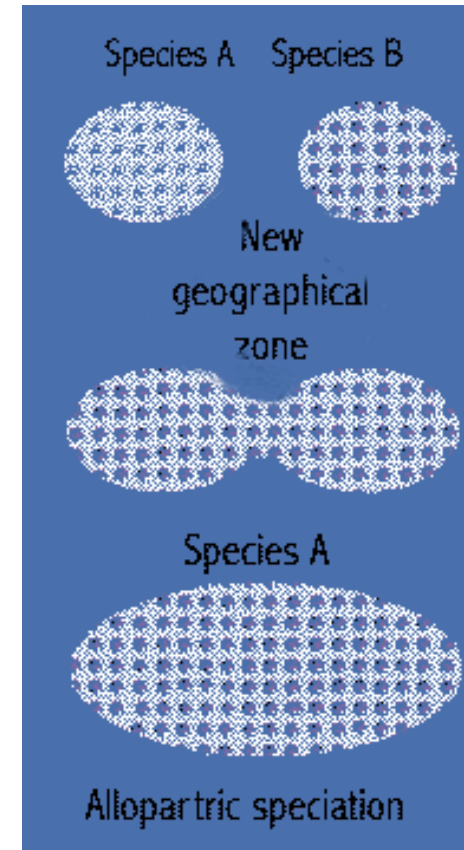 Species A Species B
New
geographical
zone
Species A
Allopartric speciation